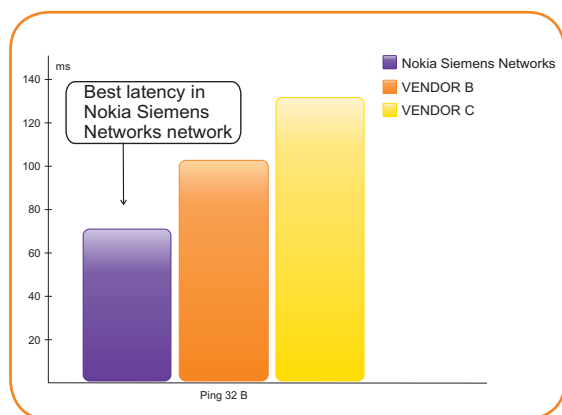 ms
140
120
100
80
60
40
20
Best latency in
Nokia Siemens
Networks network
Nokia Siemens Networks
VENDOR B
VENDOR C
Ping 32 B